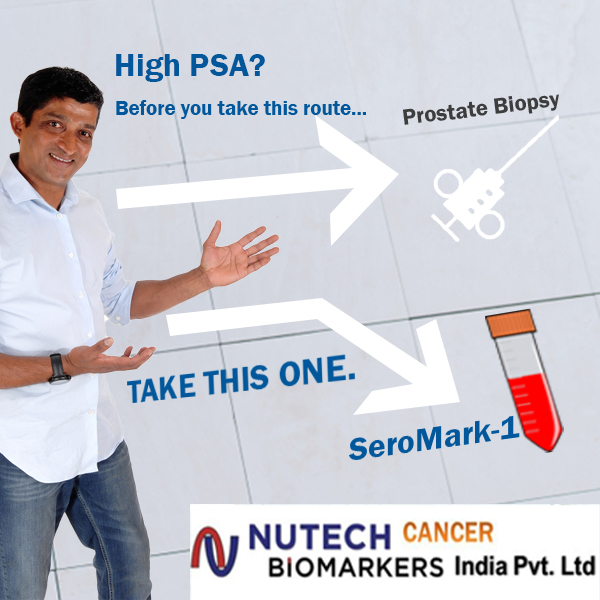 High PSA?
Before you take this route...
Prostate Biopsy
TAKE THIS ONE.
SeroMark-1
NUTECH CANCER
BIOMARKERS India Pvt. Ltd